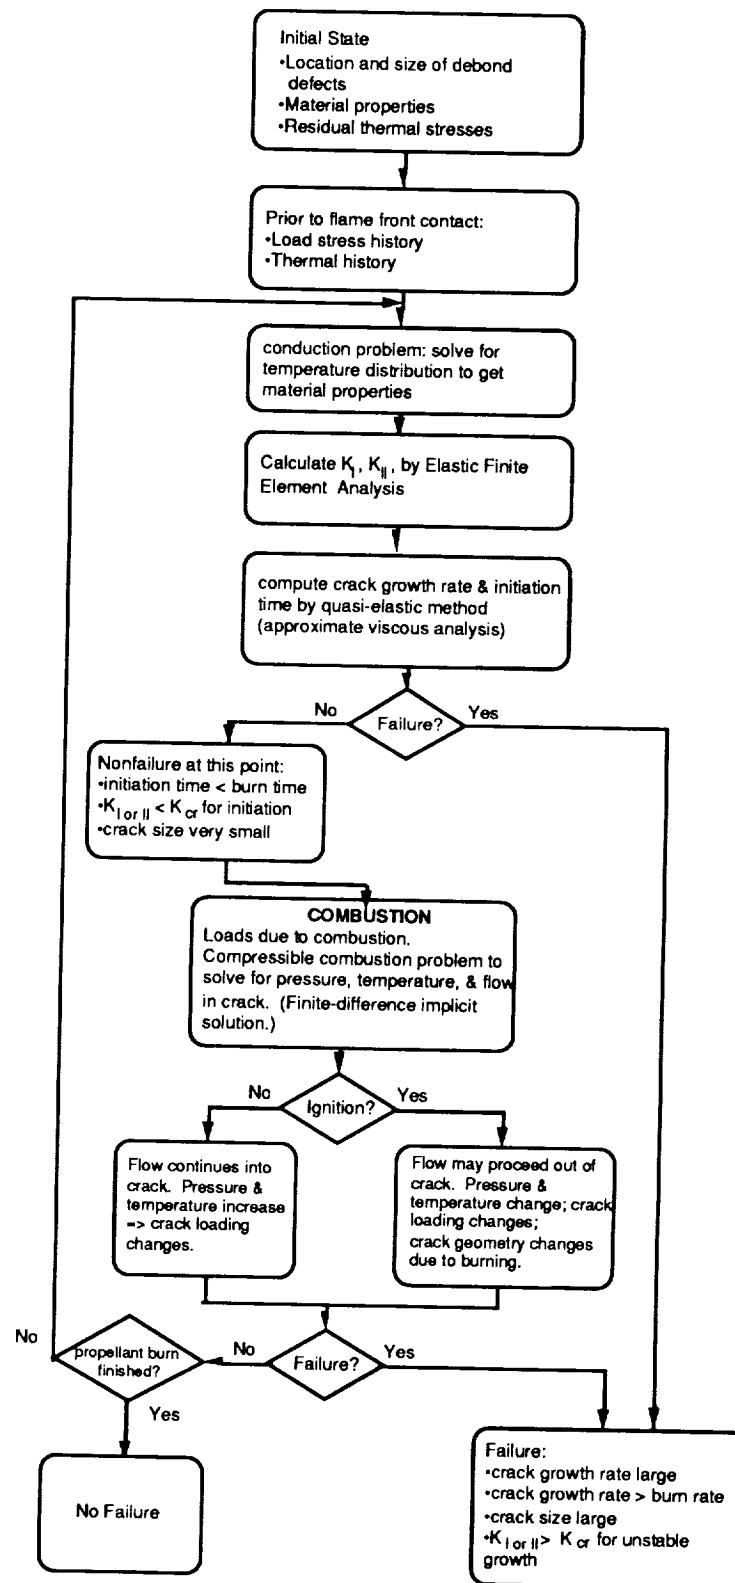 Initial State
•Location and size of debond
defects
•Material properties
•Residual thermal stresses
Prior to flame front contact:
•Load stress history
•Thermal history
conduction problem: solve for
temperature distribution to get
material properties
Calculate K_I, K_II, by Elastic Finite
Element Analysis
compute crack growth rate & initiation
time by quasi-elastic method
(approximate viscous analysis)
No
Failure?
Yes
Nonfailure at this point:
•initiation time < burn time
•K_I or II < K_cr for initiation
•crack size very small
COMBUSTION
Loads due to combustion.
Compressible combustion problem to
solve for pressure, temperature, & flow
in crack. (Finite-difference implicit
solution.)
No
Ignition?
Yes
Flow continues into
crack. Pressure &
temperature increase
=> crack loading
changes.
Flow may proceed out of
crack. Pressure &
temperature change; crack
loading changes;
crack geometry changes
due to burning.
No
propellant burn
finished?
No
Failure?
Yes
Yes
No Failure
Failure:
•crack growth rate large
•crack growth rate > burn rate
•crack size large
•K_I or II > K_cr for unstable
growth